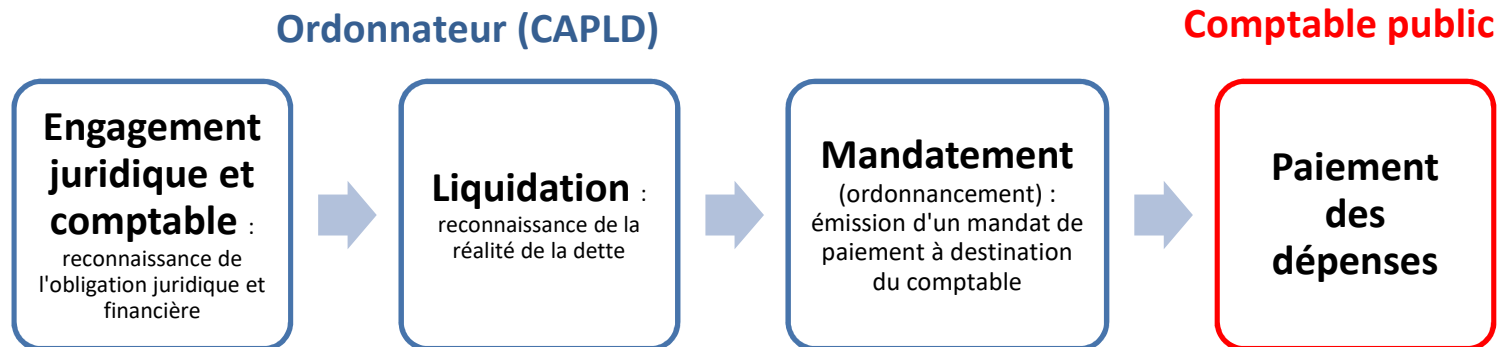 Ordonnateur (CAPLD)
Comptable public
Engagement
juridique et
comptable :
reconnaissance de
l'obligation juridique et
financière
Liquidation :
reconnaissance de la
réalité de la dette
Mandatement
(ordonnancement) :
émission d'un mandat de
paiement à destination
du comptable
Paiement
des
dépenses